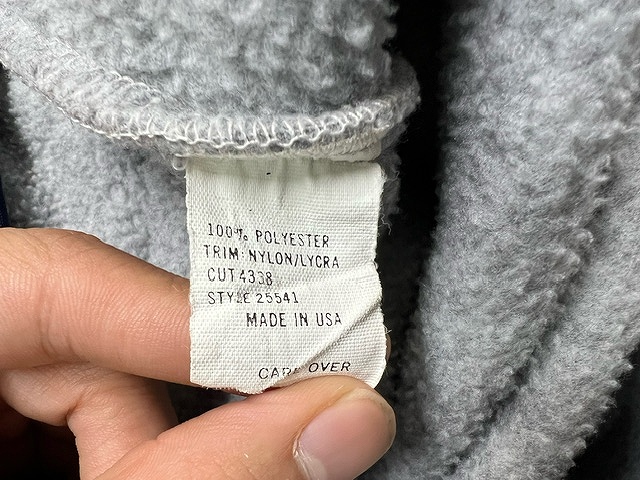 100% POLYESTER
TRIM: NYLON/LYCRA
CUT 4338
STYLE 25541
MADE IN USA
CARE OVER